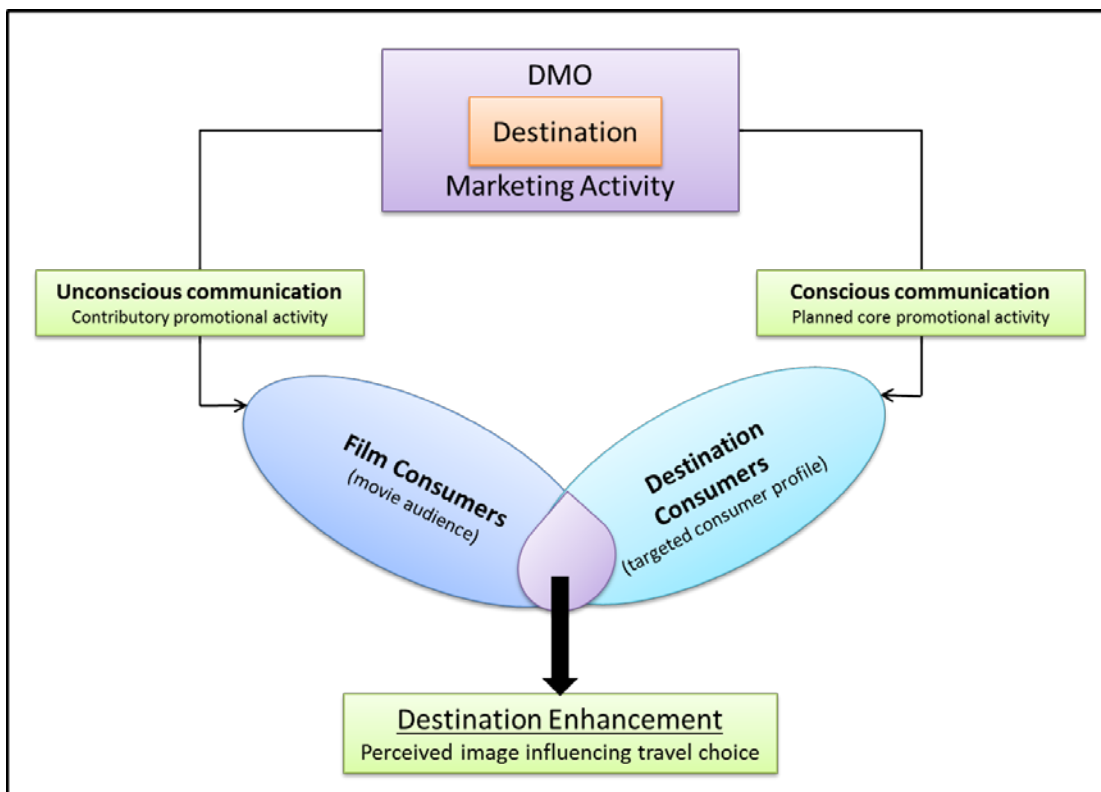 DMO
Destination
Marketing Activity
Unconscious communication
Contributory promotional activity
Conscious communication
Planned core promotional activity
Film Consumers
(movie audience)
Destination
Consumers
(targeted consumer profile)
Destination Enhancement
Perceived image influencing travel choice